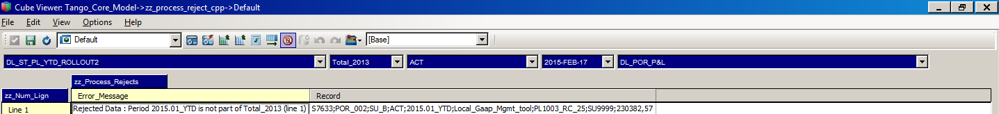 Cube Viewer: Tango_Core_Model->zz_process_reject_cpp->Default
File Edit View Options Help
Default [Base]
DL_ST_PL_YTD_ROLLOUT2 Total_2013 ACT 2015-FEB-17 DL_POR_P&L
zz_Process_Rejects
zz_Num_Lign Error_Message Record
Line 1 Rejected Data : Period 2015.01_YTD is not part of Total_2013 (line 1) S7633;POR_002;SU_B;ACT;2015.01_YTD;Local_Gaap_Mgmt_tool;PL1003_RC_25;SU9999;230382,57